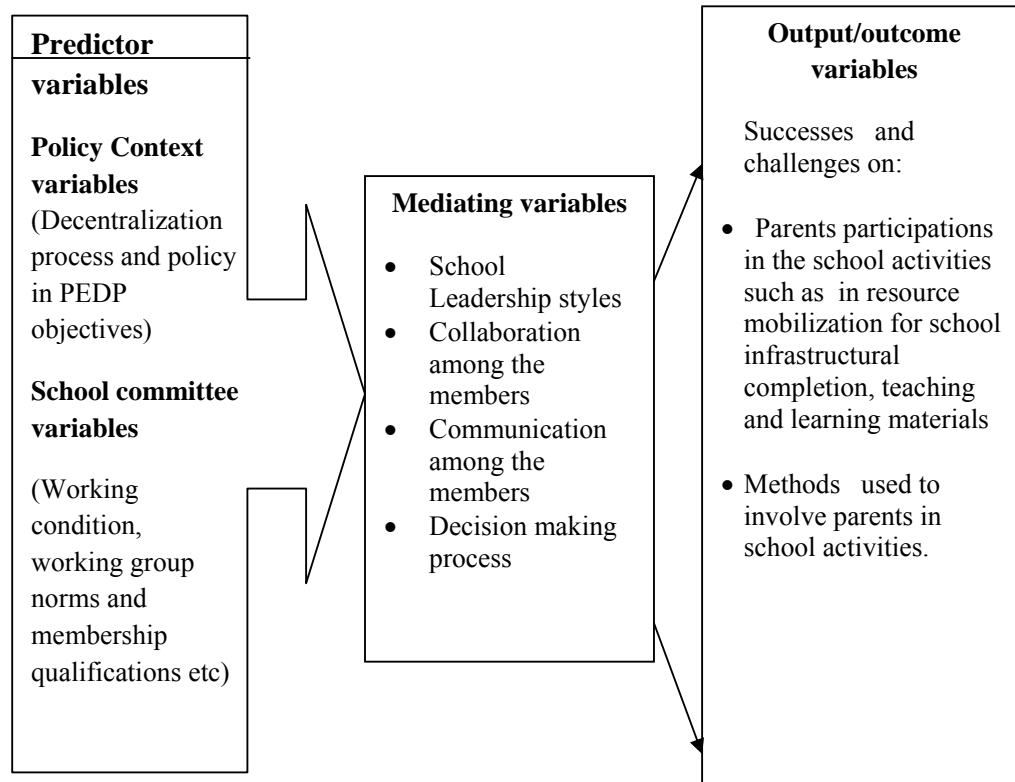 Predictor
variables
Policy Context
variables
(Decentralization
process and policy
in PEDP
objectives)
School committee
variables
(Working
condition,
working group
norms and
membership
qualifications etc)
Mediating variables
• School
Leadership styles
• Collaboration
among the
members
• Communication
among the
members
• Decision making
process
Output/outcome
variables
Successes and
challenges on:
• Parents participations
in the school activities
such as in resource
mobilization for school
infrastructural
completion, teaching
and learning materials
• Methods used to
involve parents in
school activities.